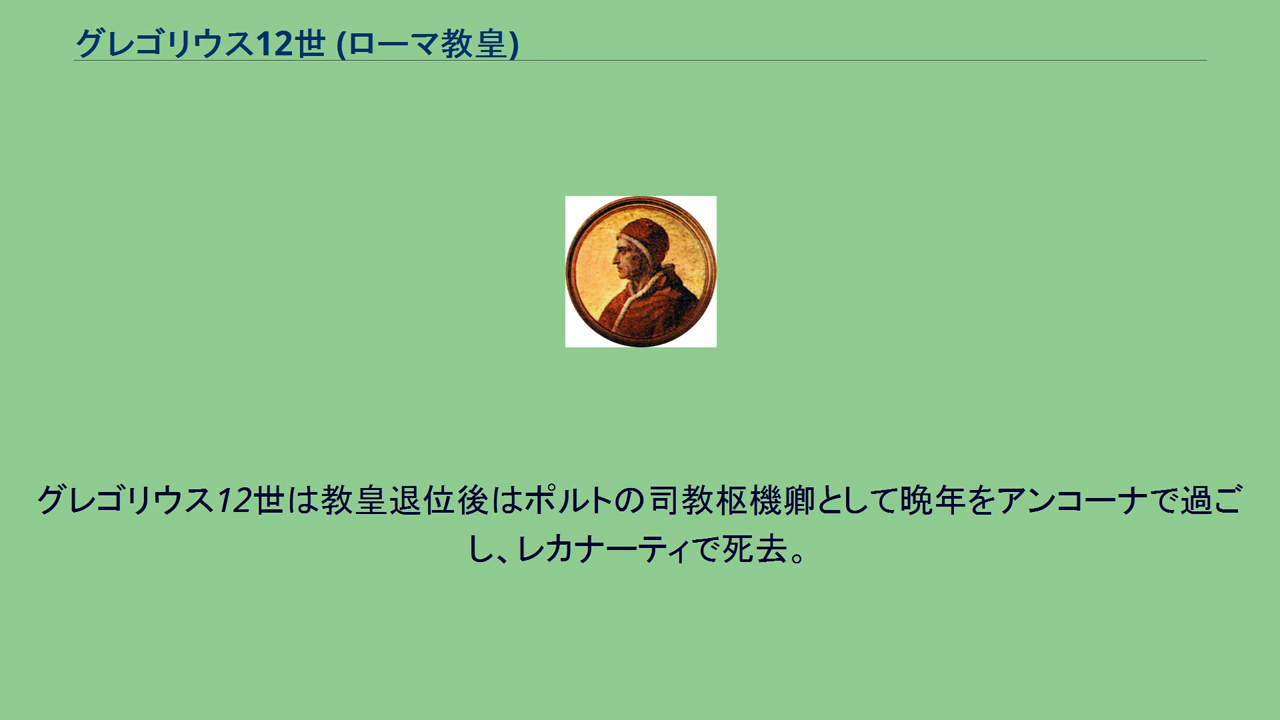 グレゴリウス12世 (ローマ教皇)
グレゴリウス12世は教皇退位後はポルトの司教枢機卿として晩年をアンコーナで過ご
し、レカナーティで死去。